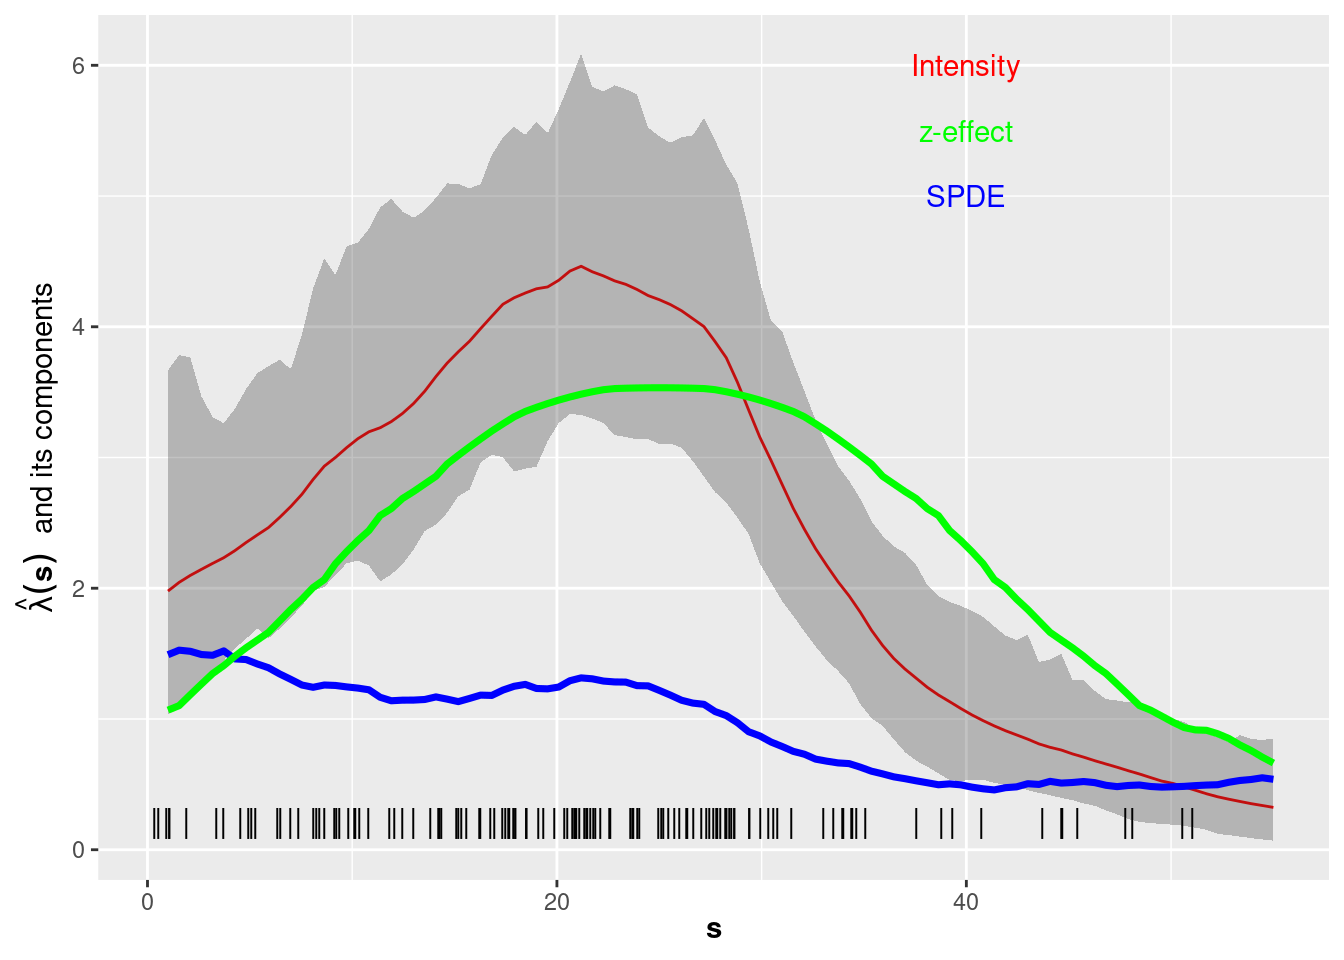 Intensity
z-effect
SPDE
6
4
2
0
λ̂(s) and its components
0 20 40
s